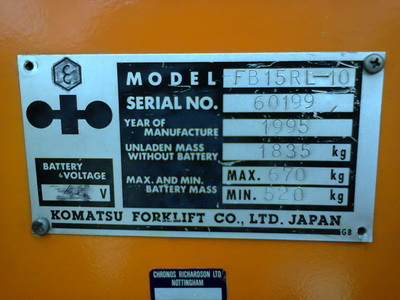 MODEL FB15RL-10
SERIAL NO. 60199
YEAR OF MANUFACTURE 1995
UNLADEN MASS WITHOUT BATTERY 1835 kg
MAX. AND MIN. BATTERY MASS MAX. 670 kg
MIN. 520 kg
BATTERY VOLTAGE V
KOMATSU FORKLIFT CO., LTD. JAPAN
GB
CHRONOS RICHARDSON LTD
NOTTINGHAM